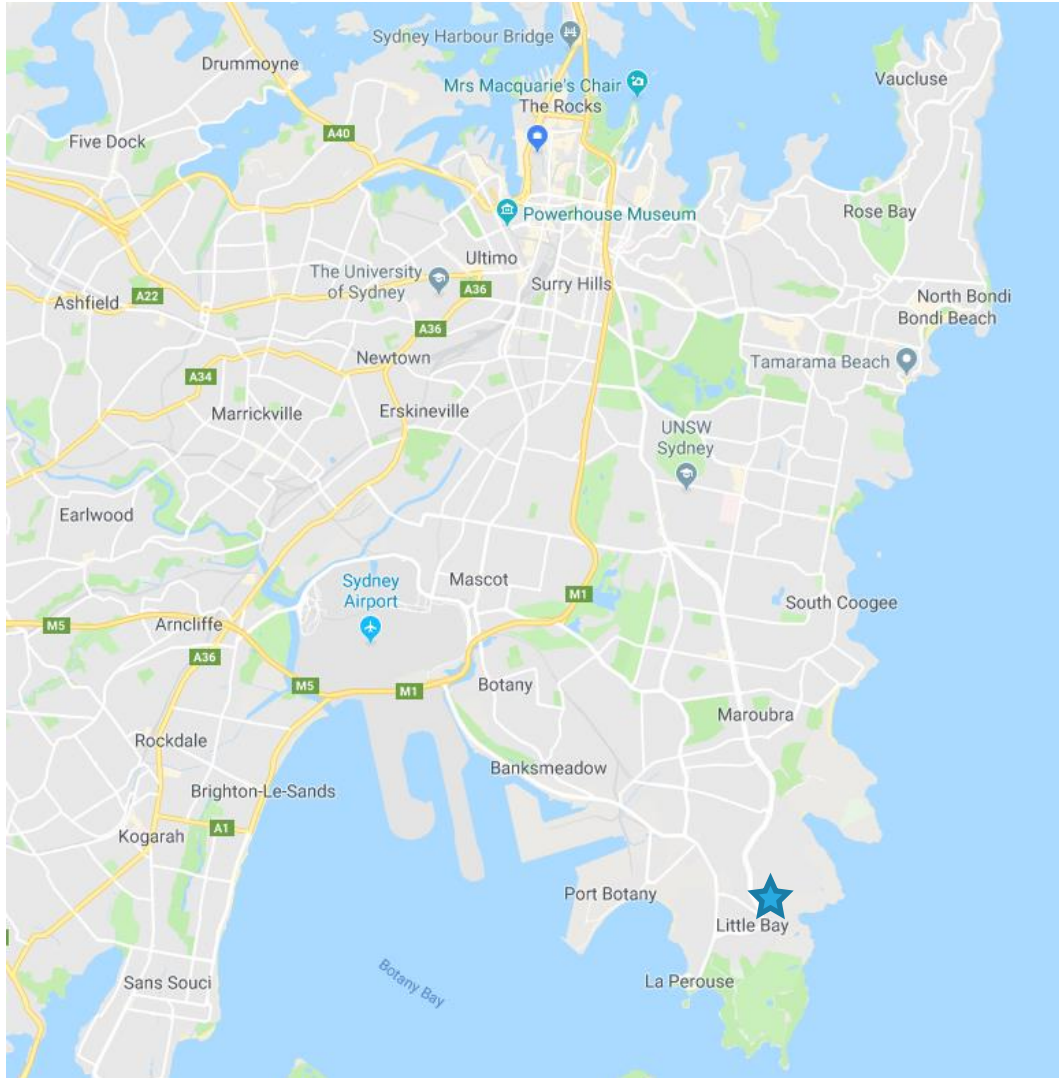 Sydney Harbour Bridge
Drummoyne
Vaucluse
Mrs Macquarie's Chair
The Rocks
A40
Five Dock
Rose Bay
Powerhouse Museum
Ultimo
The University
of Sydney
Surry Hills
A36
A22
Ashfield
North Bondi
Bondi Beach
A36
Newtown
Tamarama Beach
A34
Marrickville
Erskineville
UNSW
Sydney
Earlwood
Sydney
Airport
Mascot
M1
South Coogee
M5
Arncliffe
A36
M5
M1
Botany
Maroubra
Rockdale
Banksmeadow
Brighton-Le-Sands
A1
Kogarah
Port Botany
Little Bay
Botany Bay
La Perouse
Sans Souci